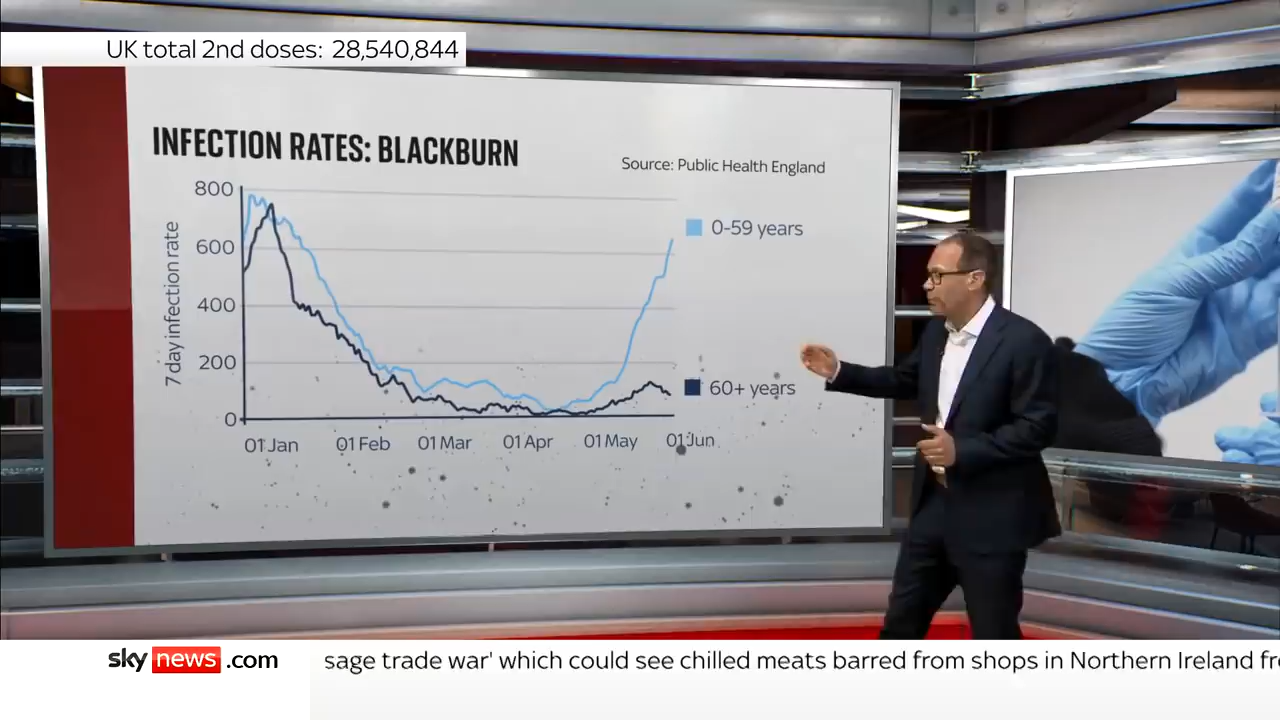 UK total 2nd doses: 28,540,844
INFECTION RATES: BLACKBURN
Source: Public Health England
7 day infection rate
800
600
400
200
0
01 Jan
01 Feb
01 Mar
01 Apr
01 May
01 Jun
0-59 years
60+ years
sky news .com
sage trade war' which could see chilled meats barred from shops in Northern Ireland fr